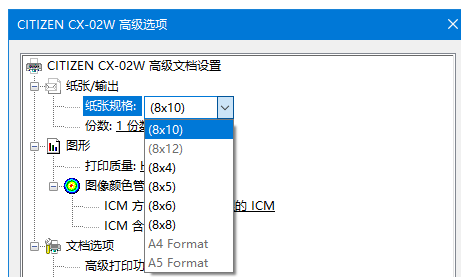 CITIZEN CX-02W 高级选项
CITIZEN CX-02W 高级文档设置
纸张/输出
纸张规格: (8x10)
(8x10)
份数: 1 份数
(8x12)
图形
(8x4)
打印质量:
(8x5)
图像颜色管
(8x6)
ICM 方 的 ICM
(8x8)
ICM 含
A4 Format
文档选项
A5 Format
高级打印功